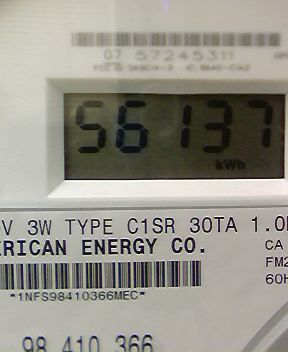 07 57245311
56137
kWh
V 3W TYPE C1SR 30TA 1.0
ERICAN ENERGY CO.
CA
FM2
60H
*1NFS98410366MEC*
98 410 366